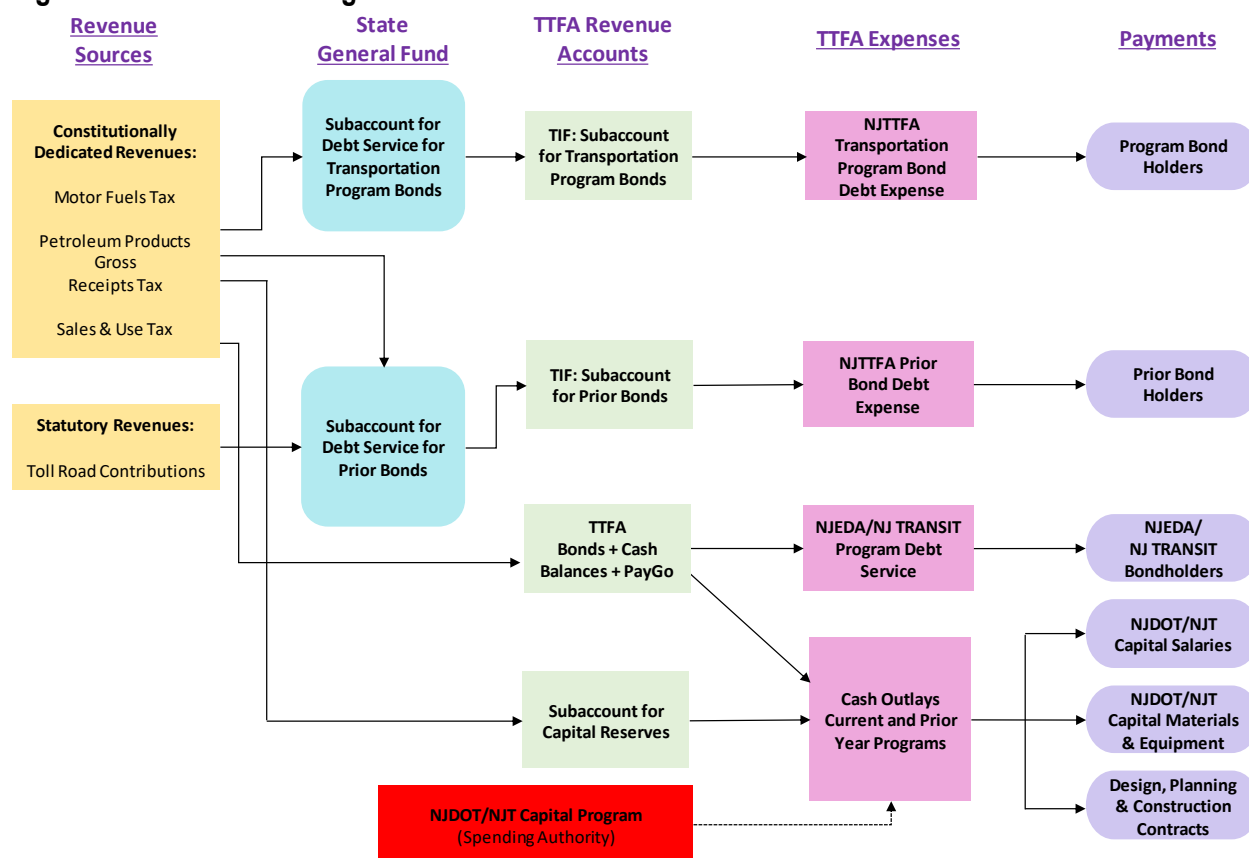 Revenue
Sources
State
General Fund
TTFA Revenue
Accounts
TTFA Expenses
Payments
Constitutionally
Dedicated Revenues:
Motor Fuels Tax
Petroleum Products
Gross
Receipts Tax
Sales & Use Tax
Statutory Revenues:
Toll Road Contributions
Subaccount for
Debt Service for
Transportation
Program Bonds
Subaccount for
Debt Service for
Prior Bonds
TIF: Subaccount
for Transportation
Program Bonds
TIF: Subaccount
for Prior Bonds
TTFA
Bonds + Cash
Balances + PayGo
Subaccount for
Capital Reserves
NJDOT/NJT Capital Program
(Spending Authority)
NJTTFA
Transportation
Program Bond
Debt Expense
NJTTFA Prior
Bond Debt
Expense
NJEDA/NJ TRANSIT
Program Debt
Service
Cash Outlays
Current and Prior
Year Programs
Program Bond
Holders
Prior Bond
Holders
NJEDA/
NJ TRANSIT
Bondholders
NJDOT/NJT
Capital Salaries
NJDOT/NJT
Capital Materials
& Equipment
Design, Planning
& Construction
Contracts